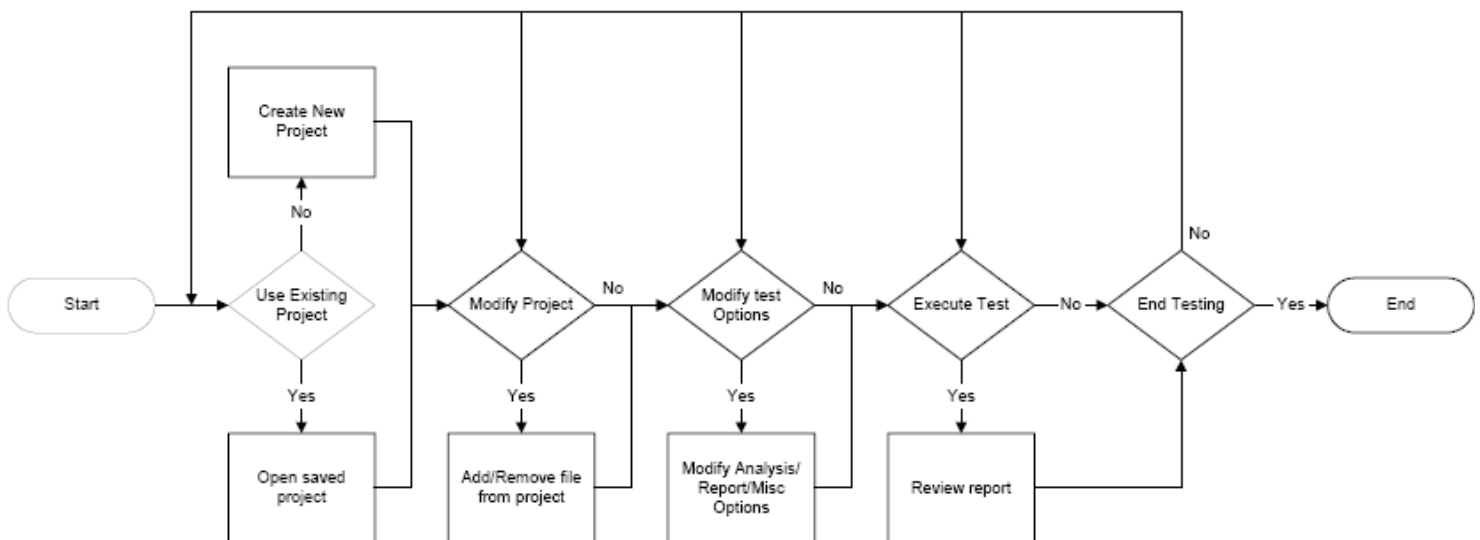 Create New
Project
No
No
No
No
Start
Use Existing
Project
Modify Project
Modify test
Options
Execute Test
No
End Testing
Yes
End
Yes
Yes
Yes
Yes
Open saved
project
Add/Remove file
from project
Modify Analysis/
Report/Misc
Options
Review report